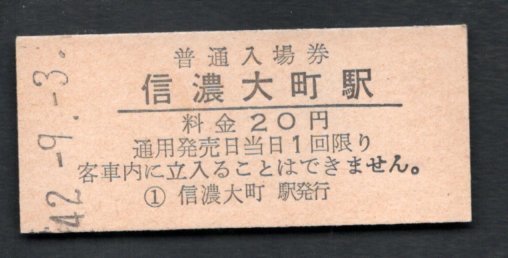 42.-9.-3.
普通入場券
信濃大町駅
料金20円
通用発売日当日1回限り
客車内に立入ることはできません。
① 信濃大町 駅発行